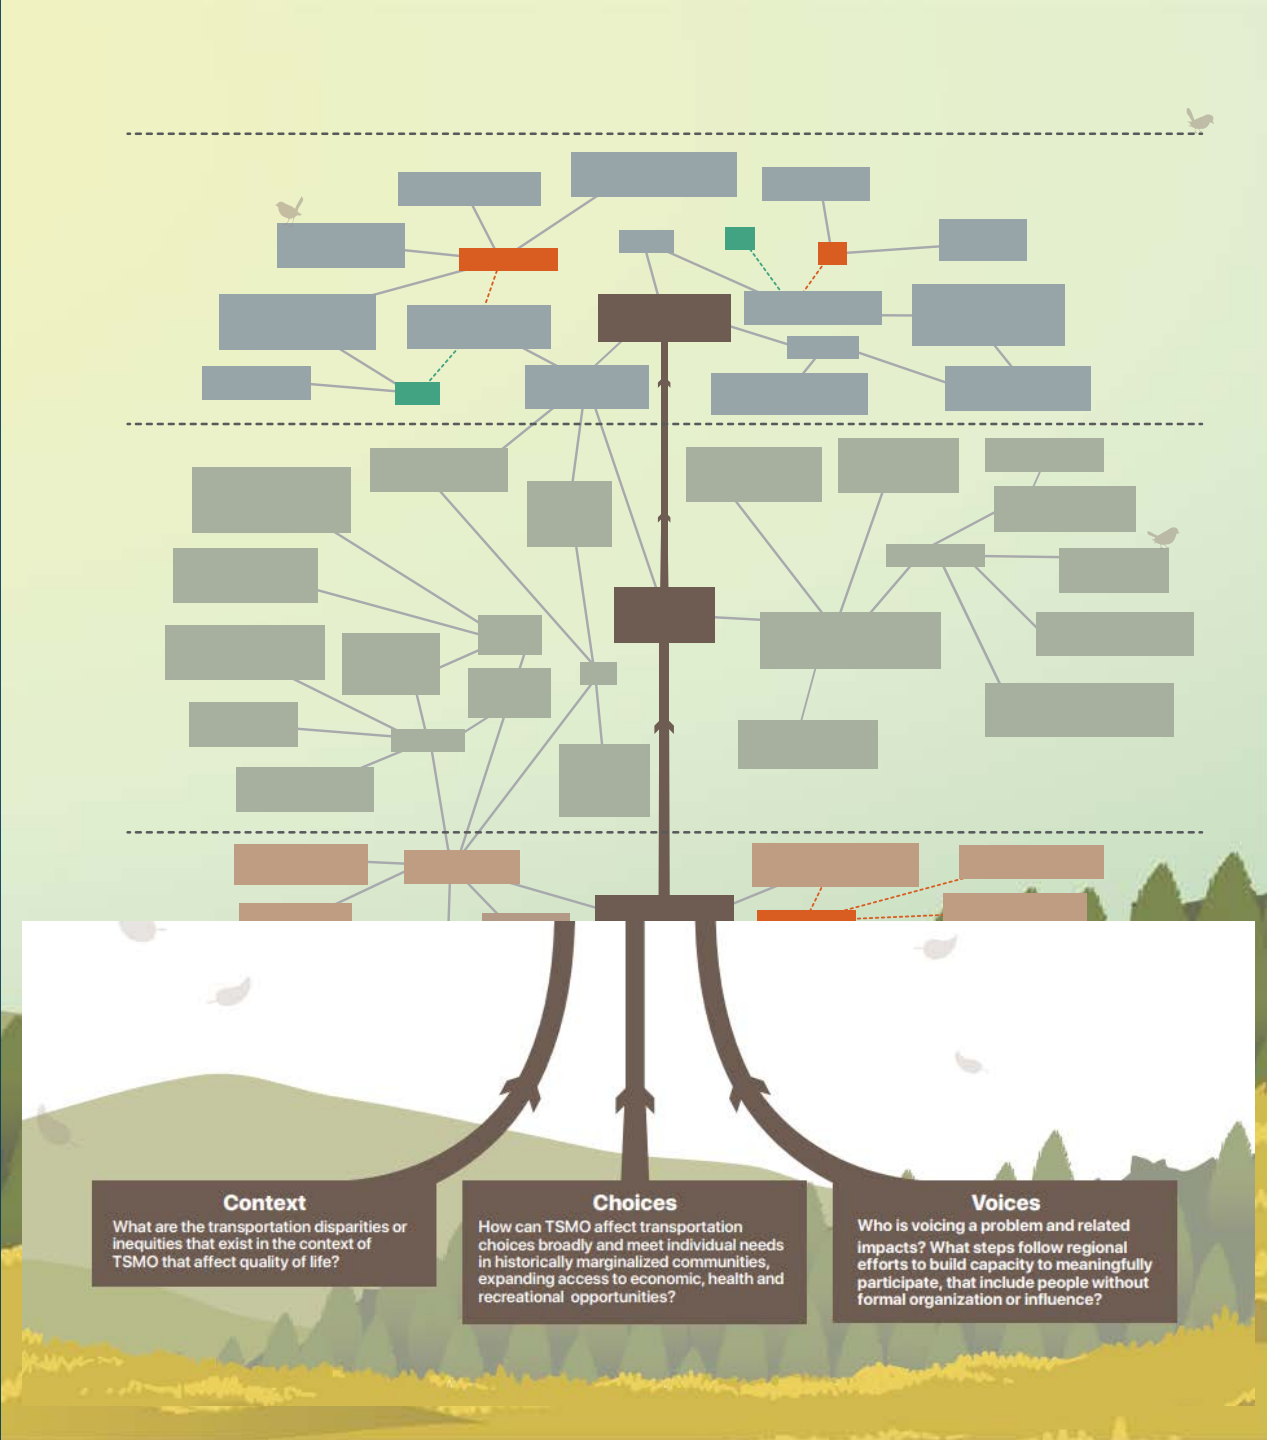 Context
What are the transportation disparities or
inequities that exist in the context of
TSMO that affect quality of life?
Choices
How can TSMO affect transportation
choices broadly and meet individual needs
in historically marginalized communities,
expanding access to economic, health and
recreational opportunities?
Voices
Who is voicing a problem and related
impacts? What steps follow regional
efforts to build capacity to meaningfully
participate, that include people without
formal organization or influence?